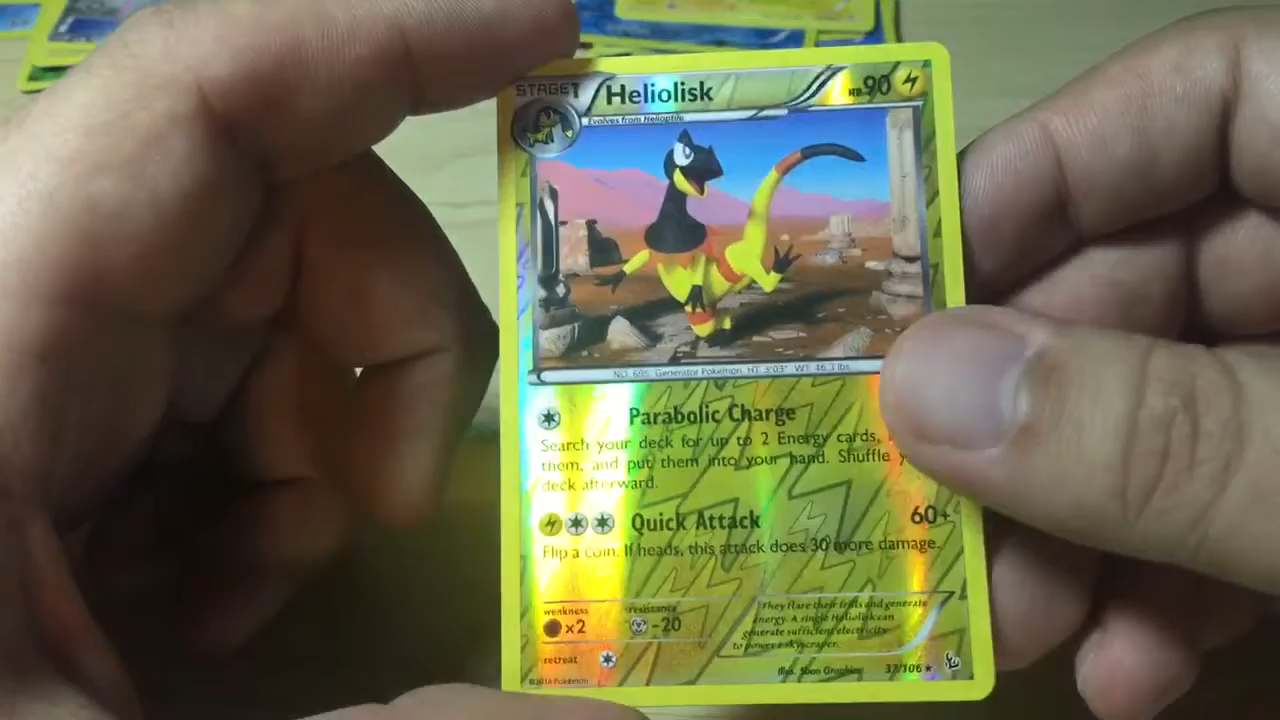 STAGE1 Heliolisk HP 90
Evolves from Helioptile
NO. 695 Generator Pokémon HT: 3'03" WT: 46.3 lbs.
Parabolic Charge
Search your deck for up to 2 Energy cards,
them, and put them into your hand. Shuffle
deck afterward.
Quick Attack 60+
Flip a coin. If heads, this attack does 30 more damage.
weakness resistance
×2 -20
They flare their frills and generate
energy. A single Heliolisk can
generate sufficient electricity
to power a skyscraper.
retreat
Illus. 5ban Graphics 37/106★
©2014 Pokémon